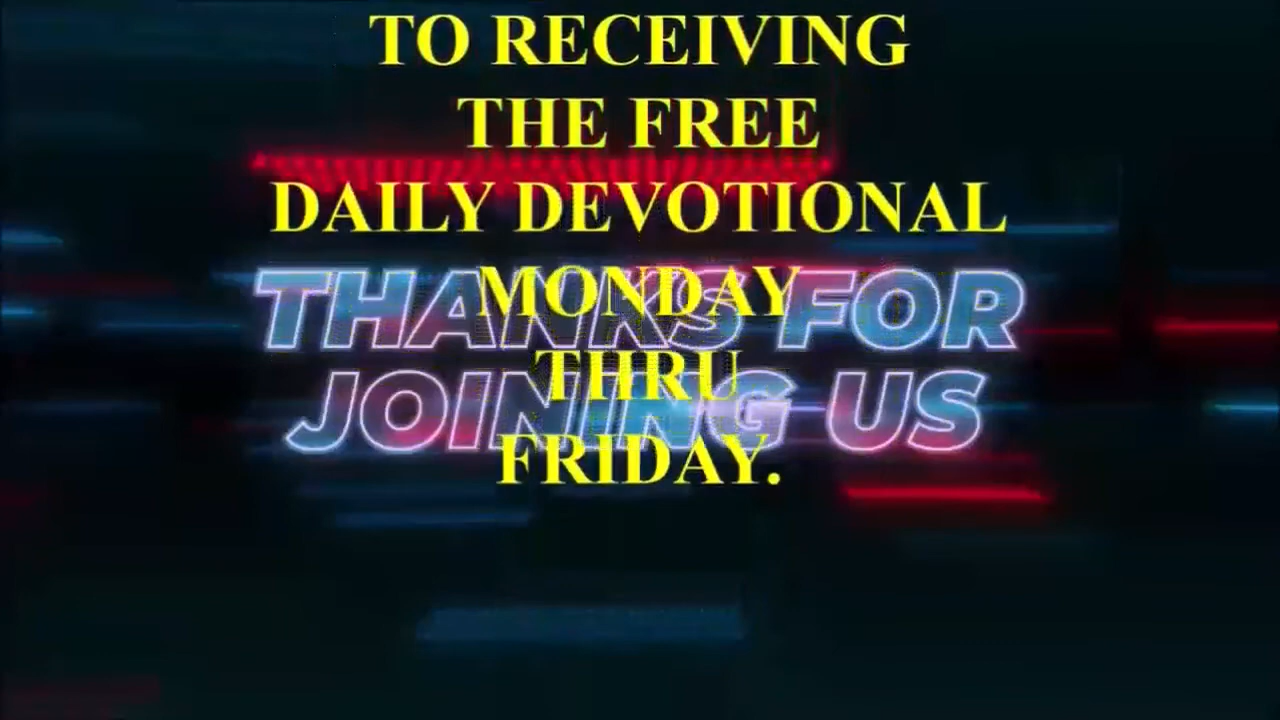 TO RECEIVING
THE FREE
DAILY DEVOTIONAL
MONDAY
THRU
FRIDAY.
THANKS FOR
JOINING US